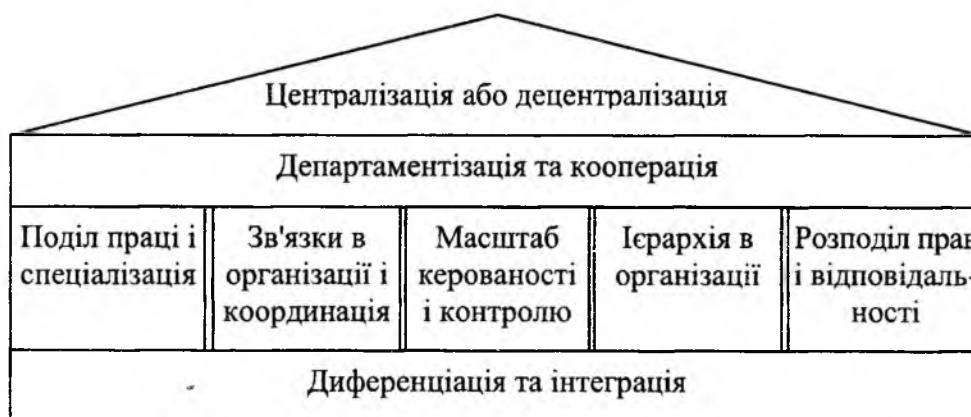 Централізація або децентралізація
Департаментізація та кооперація
Поділ праці і
спеціалізація
Зв'язки в
організації і
координація
Масштаб
керованості
і контролю
Ієрархія в
організації
Розподіл прав
і відповідаль-
ності
Диференціація та інтеграція